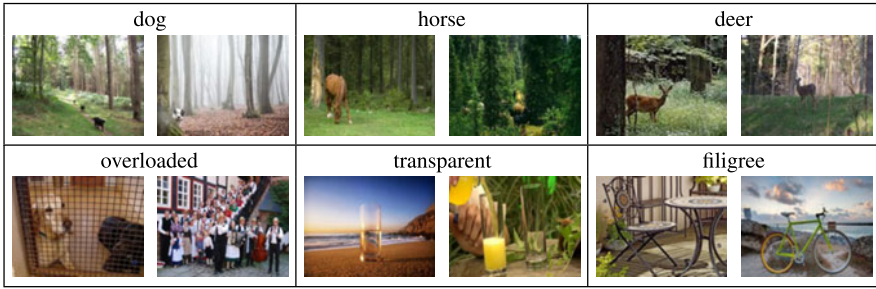 dog
horse
deer
overloaded
transparent
filigree